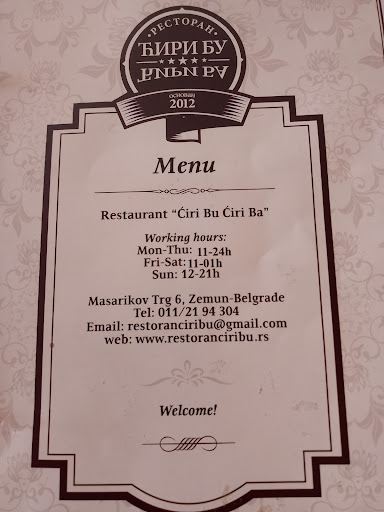 РЕСТОРАН
ЋИРИ БУ
ЋИРИ БА
ОСНОВАН
2012
Menu
Restaurant “Ćiri Bu Ćiri Ba”
Working hours:
Mon-Thu: 11-24h
Fri-Sat: 11-01h
Sun: 12-21h
Masarikov Trg 6, Zemun-Belgrade
Tel: 011/21 94 304
Email: restoranciribu@gmail.com
web: www.restoranciribu.rs
Welcome!